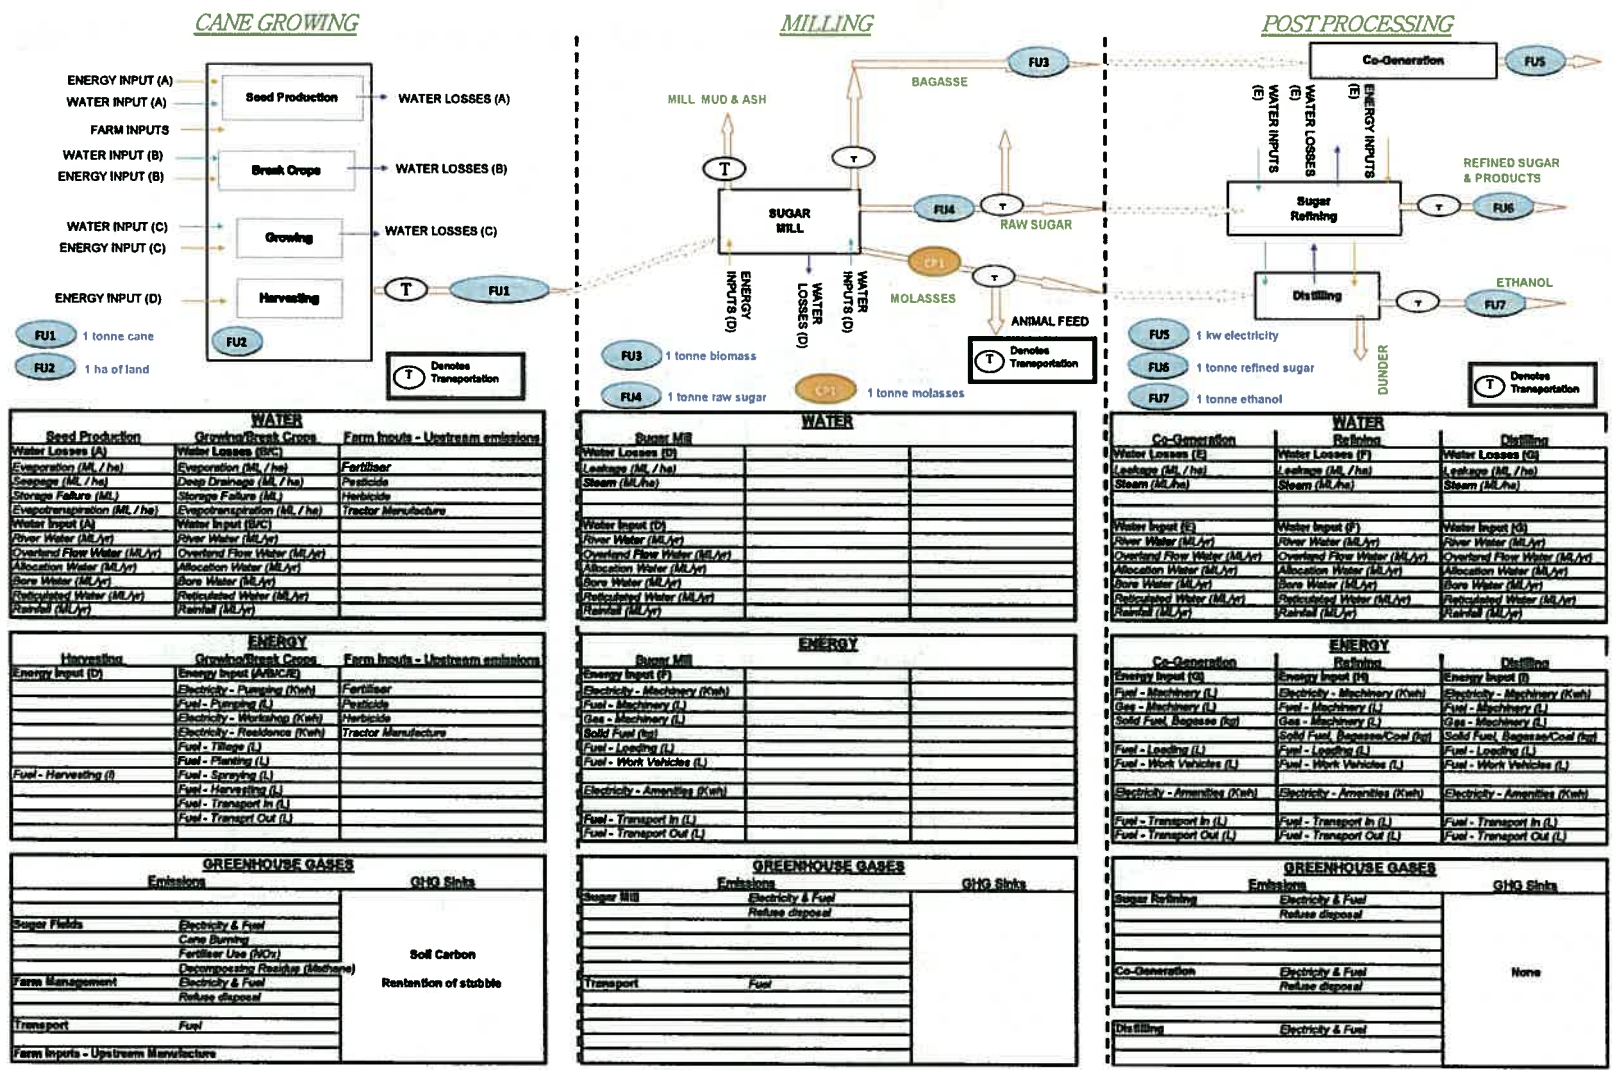 CANE GROWING
ENERGY INPUT (A)
WATER INPUT (A)
FARM INPUTS
WATER INPUT (B)
ENERGY INPUT (B)
WATER INPUT (C)
ENERGY INPUT (C)
ENERGY INPUT (D)
Seed Production
Break Crops
Growing
Harvesting
FU2
WATER LOSSES (A)
WATER LOSSES (B)
WATER LOSSES (C)
T
FU1
FU1 1 tonne cane
FU2 1 ha of land
T Denotes
Transportation
MILLING
MILL MUD & ASH
T
BAGASSE
FU3
T
SUGAR
MILL
FU4
T
RAW SUGAR
CP1
T
MOLASSES
ANIMAL FEED
ENERGY
INPUTS (D)
WATER
LOSSES (D)
WATER
INPUTS (D)
FU3 1 tonne biomass
FU4 1 tonne raw sugar
CP1 1 tonne molasses
T Denotes
Transportation
POST PROCESSING
Co-Generation
FU5
WATER INPUTS
(E)
WATER LOSSES
(E)
ENERGY INPUTS
(E)
Sugar
Refining
T
FU6
REFINED SUGAR
& PRODUCTS
Distilling
T
FU7
ETHANOL
DUNDER
FU5 1 kw electricity
FU6 1 tonne refined sugar
FU7 1 tonne ethanol
T Denotes
Transportation
WATER
Seed Production Growing/Break Crops Farm Inouts - Upstream emissions
Water Losses (A) Water Losses (B/C)
Evaporation (ML / ha) Evaporation (ML / ha) Fertiliser
Seepage (ML / ha) Deep Drainage (ML / ha) Pesticide
Storage Failure (ML) Storage Failure (ML) Herbicide
Evapotranspiration (ML / ha) Evapotranspiration (ML / ha) Tractor Manufacture
Water Input (A) Water Input (B/C)
River Water (ML/yr) River Water (ML/yr)
Overland Flow Water (ML/yr) Overland Flow Water (ML/yr)
Allocation Water (ML/yr) Allocation Water (ML/yr)
Bore Water (ML/yr) Bore Water (ML/yr)
Reticulated Water (ML/yr) Reticulated Water (ML/yr)
Rainfall (ML/yr) Rainfall (ML/yr)
ENERGY
Harvesting Growing/Break Crops Farm Inputs - Upstream emissions
Energy Input (D) Energy Input (A/B/C/E)
Electricity - Pumping (Kwh) Fertiliser
Fuel - Pumping (L) Pesticide
Electricity - Workshop (Kwh) Herbicide
Electricity - Residence (Kwh) Tractor Manufacture
Fuel - Tillage (L)
Fuel - Planting (L)
Fuel - Harvesting (l) Fuel - Spraying (L)
Fuel - Harvesting (L)
Fuel - Transport In (L)
Fuel - Transprt Out (L)
GREENHOUSE GASES
Emissions GHG Sinks
Sugar Fields Electricity & Fuel
Cane Burning
Fertiliser Use (NOx)
Decomposing Residue (Methane)
Farm Management Electricity & Fuel
Refuse disposal
Transport Fuel
Farm Inputs - Upstream Manufacture
Soil Carbon
Rentention of stubble
WATER
Sugar Mill
Water Losses (D)
Leakage (ML / ha)
Steam (ML/ha)
Water Input (D)
River Water (ML/yr)
Overland Flow Water (ML/yr)
Allocation Water (ML/yr)
Bore Water (ML/yr)
Reticulated Water (ML/yr)
Rainfall (ML/yr)
ENERGY
Sugar Mill
Energy Input (F)
Electricity - Machinery (Kwh)
Fuel - Machinery (L)
Gas - Machinery (L)
Solid Fuel (kg)
Fuel - Loading (L)
Fuel - Work Vehicles (L)
Electricity - Amenities (Kwh)
Fuel - Transport In (L)
Fuel - Transport Out (L)
GREENHOUSE GASES
Emissions GHG Sinks
Sugar Mill Electricity & Fuel
Refuse disposal
Transport Fuel
WATER
Co-Generation Refining Distilling
Water Losses (E) Water Losses (F) Water Losses (G)
Leakage (ML / ha) Leakage (ML / ha) Leakage (ML / ha)
Steam (ML/ha) Steam (ML/ha) Steam (ML/ha)
Water Input (E) Water Input (F) Water Input (G)
River Water (ML/yr) River Water (ML/yr) River Water (ML/yr)
Overland Flow Water (ML/yr) Overland Flow Water (ML/yr) Overland Flow Water (ML/yr)
Allocation Water (ML/yr) Allocation Water (ML/yr) Allocation Water (ML/yr)
Bore Water (ML/yr) Bore Water (ML/yr) Bore Water (ML/yr)
Reticulated Water (ML/yr) Reticulated Water (ML/yr) Reticulated Water (ML/yr)
Rainfall (ML/yr) Rainfall (ML/yr) Rainfall (ML/yr)
ENERGY
Co-Generation Refining Distilling
Energy Input (G) Energy Input (H) Energy Input (I)
Fuel - Machinery (L) Electricity - Machinery (Kwh) Electricity - Machinery (Kwh)
Gas - Machinery (L) Fuel - Machinery (L) Fuel - Machinery (L)
Solid Fuel, Bagasse (kg) Gas - Machinery (L) Gas - Machinery (L)
Solid Fuel, Bagasse/Coal (kg) Solid Fuel, Bagasse/Coal (kg)
Fuel - Loading (L) Fuel - Loading (L) Fuel - Loading (L)
Fuel - Work Vehicles (L) Fuel - Work Vehicles (L) Fuel - Work Vehicles (L)
Electricity - Amenities (Kwh) Electricity - Amenities (Kwh) Electricity - Amenities (Kwh)
Fuel - Transport In (L) Fuel - Transport In (L) Fuel - Transport In (L)
Fuel - Transport Out (L) Fuel - Transport Out (L) Fuel - Transport Out (L)
GREENHOUSE GASES
Emissions GHG Sinks
Sugar Refining Electricity & Fuel
Refuse disposal
Co-Generation Electricity & Fuel
Refuse disposal
Distilling Electricity & Fuel
None